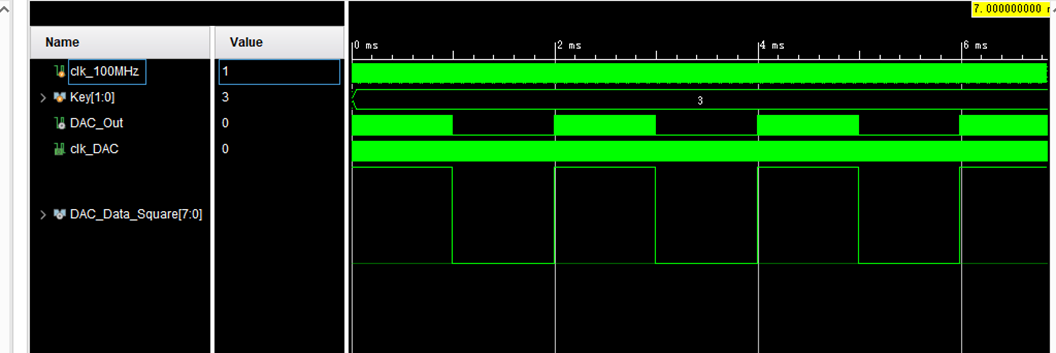 7.000000000
Name Value
0 ms 2 ms 4 ms 6 ms
clk_100MHz 1
Key[1:0] 3 3
DAC_Out 0
clk_DAC 0
DAC_Data_Square[7:0]